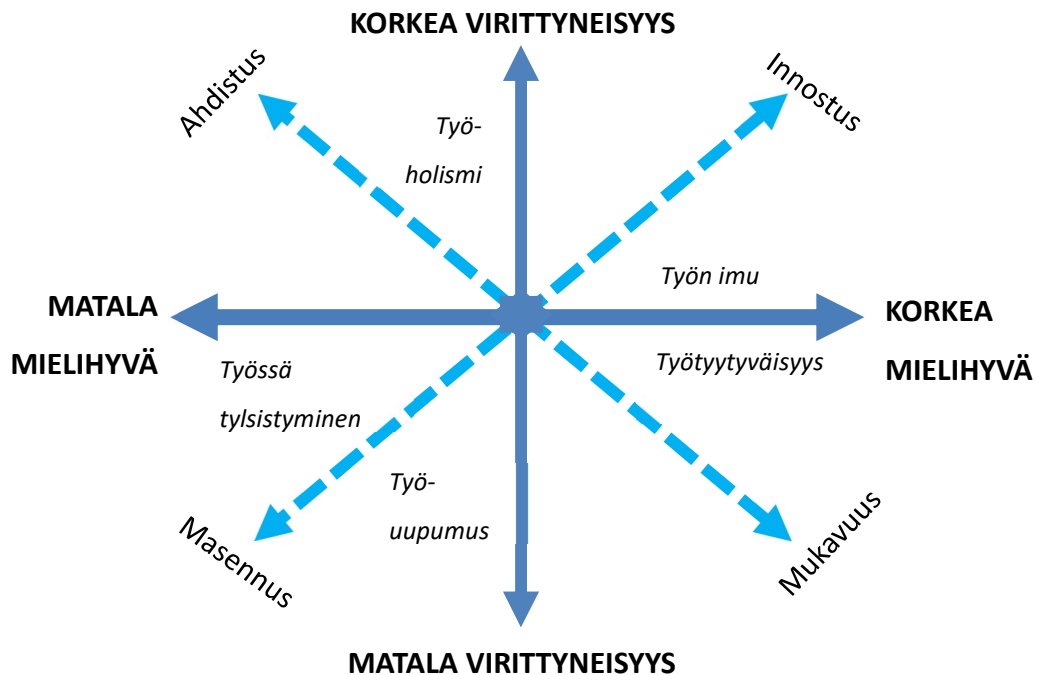 KORKEA VIRITTYNEISYYS
Ahdistus
Innostus
Työ-
holismi
Työn imu
MATALA
MIELIHYVÄ
KORKEA
MIELIHYVÄ
Työssä
tylsistyminen
Työtyytyväisyys
Työ-
uupumus
Masennus
Mukavuus
MATALA VIRITTYNEISYYS